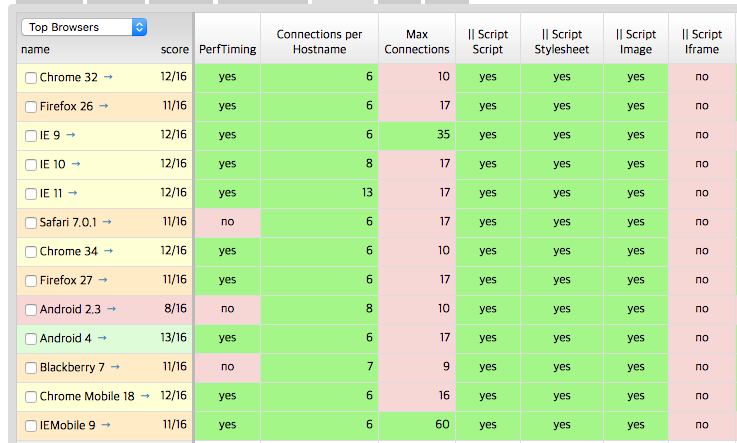 Top Browsers
name score PerfTiming Connections per Hostname Max Connections || Script Script || Script Stylesheet || Script Image || Script Iframe
Chrome 32 → 12/16 yes 6 10 yes yes yes no
Firefox 26 → 11/16 yes 6 17 yes yes yes no
IE 9 → 12/16 yes 6 35 yes yes yes no
IE 10 → 12/16 yes 8 17 yes yes yes no
IE 11 → 12/16 yes 13 17 yes yes yes no
Safari 7.0.1 → 11/16 no 6 17 yes yes yes no
Chrome 34 → 12/16 yes 6 10 yes yes yes no
Firefox 27 → 11/16 yes 6 17 yes yes yes no
Android 2.3 → 8/16 no 8 10 yes yes yes no
Android 4 → 13/16 yes 6 17 yes yes yes no
Blackberry 7 → 11/16 no 7 9 yes yes yes no
Chrome Mobile 18 → 12/16 yes 6 16 yes yes yes no
IEMobile 9 → 11/16 yes 6 60 yes yes yes no